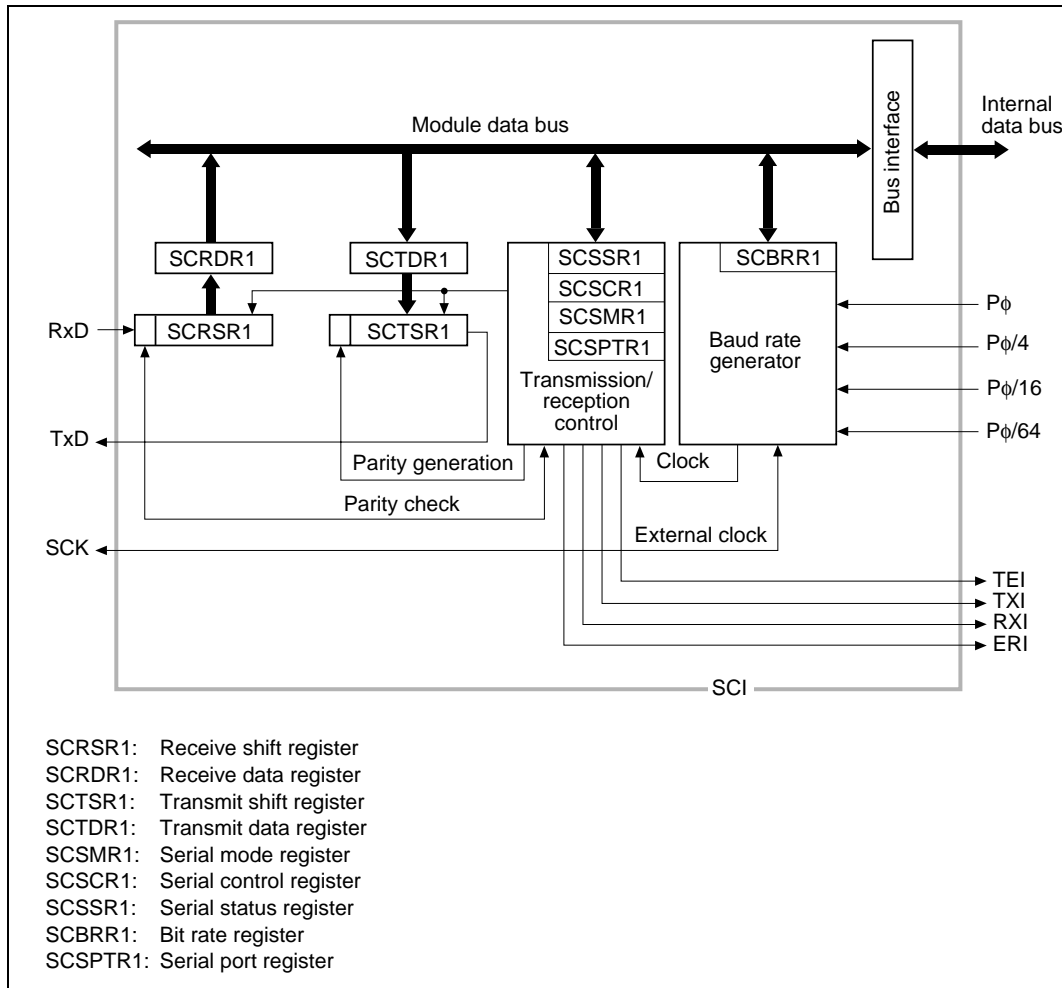 Module data bus
Bus interface
Internal
data bus
SCRDR1
SCTDR1
SCSSR1
SCSCR1
SCSMR1
SCSPTR1
Transmission/
reception
control
SCBRR1
Baud rate
generator
RxD
SCRSR1
SCTSR1
Pϕ
Pϕ/4
Pϕ/16
Pϕ/64
TxD
Parity generation
Clock
Parity check
SCK
External clock
TEI
TXI
RXI
ERI
SCI
SCRSR1: Receive shift register
SCRDR1: Receive data register
SCTSR1: Transmit shift register
SCTDR1: Transmit data register
SCSMR1: Serial mode register
SCSCR1: Serial control register
SCSSR1: Serial status register
SCBRR1: Bit rate register
SCSPTR1: Serial port register